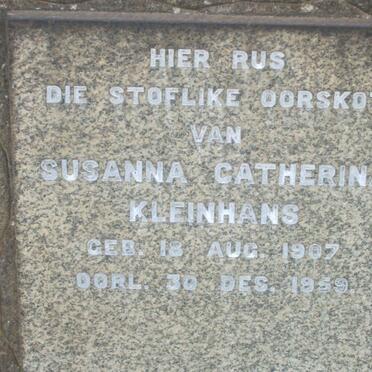 HIER RUS
DIE STOFLIKE OORSKOT
VAN
SUSANNA CATHERIN
KLEINHANS
GEB. 18 AUG. 1907
OORL. 30 DES. 1959.